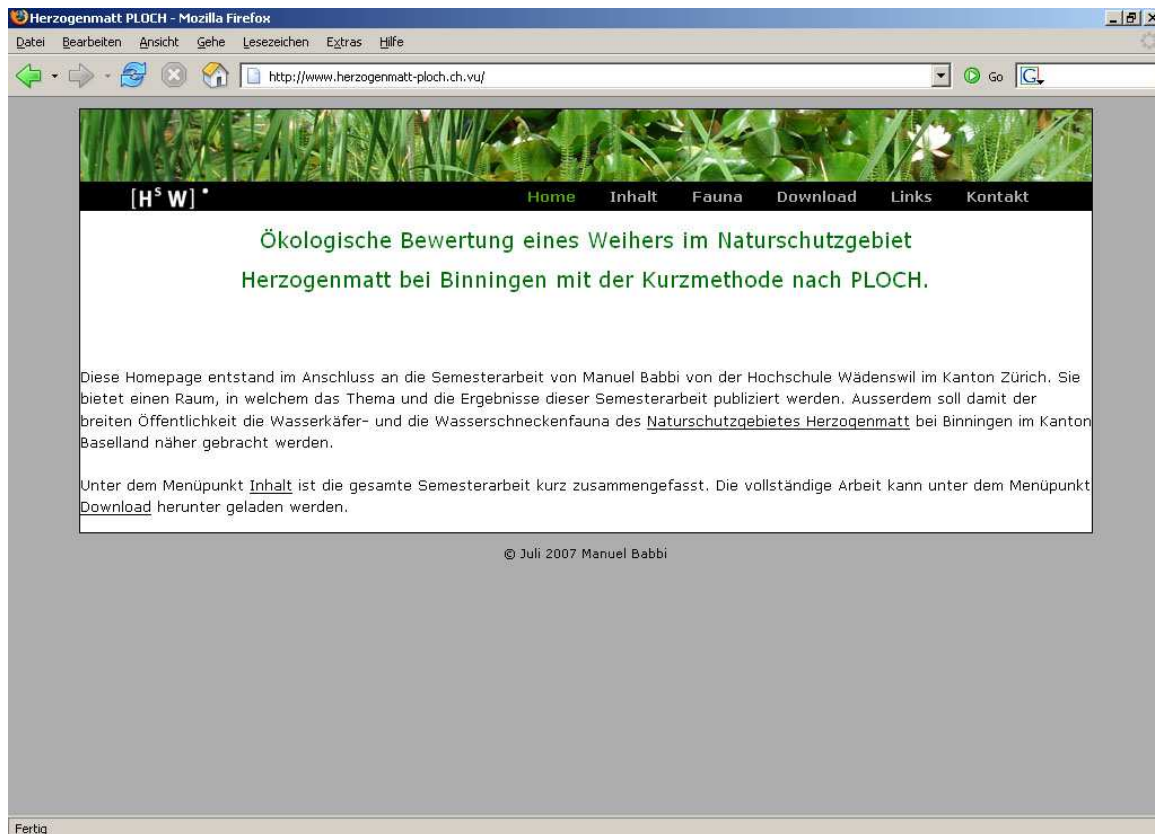 Herzogenmatt PLOCH - Mozilla Firefox
Datei Bearbeiten Ansicht Gehe Lesezeichen Extras Hilfe
http://www.herzogenmatt-ploch.ch.vu/ Go G
[Hˢ W] •
Home Inhalt Fauna Download Links Kontakt
Ökologische Bewertung eines Weihers im Naturschutzgebiet
Herzogenmatt bei Binningen mit der Kurzmethode nach PLOCH.
Diese Homepage entstand im Anschluss an die Semesterarbeit von Manuel Babbi von der Hochschule Wädenswil im Kanton Zürich. Sie
bietet einen Raum, in welchem das Thema und die Ergebnisse dieser Semesterarbeit publiziert werden. Ausserdem soll damit der
breiten Öffentlichkeit die Wasserkäfer- und die Wasserschneckenfauna des Naturschutzgebietes Herzogenmatt bei Binningen im Kanton
Baselland näher gebracht werden.
Unter dem Menüpunkt Inhalt ist die gesamte Semesterarbeit kurz zusammengefasst. Die vollständige Arbeit kann unter dem Menüpunkt
Download herunter geladen werden.
© Juli 2007 Manuel Babbi
Fertig